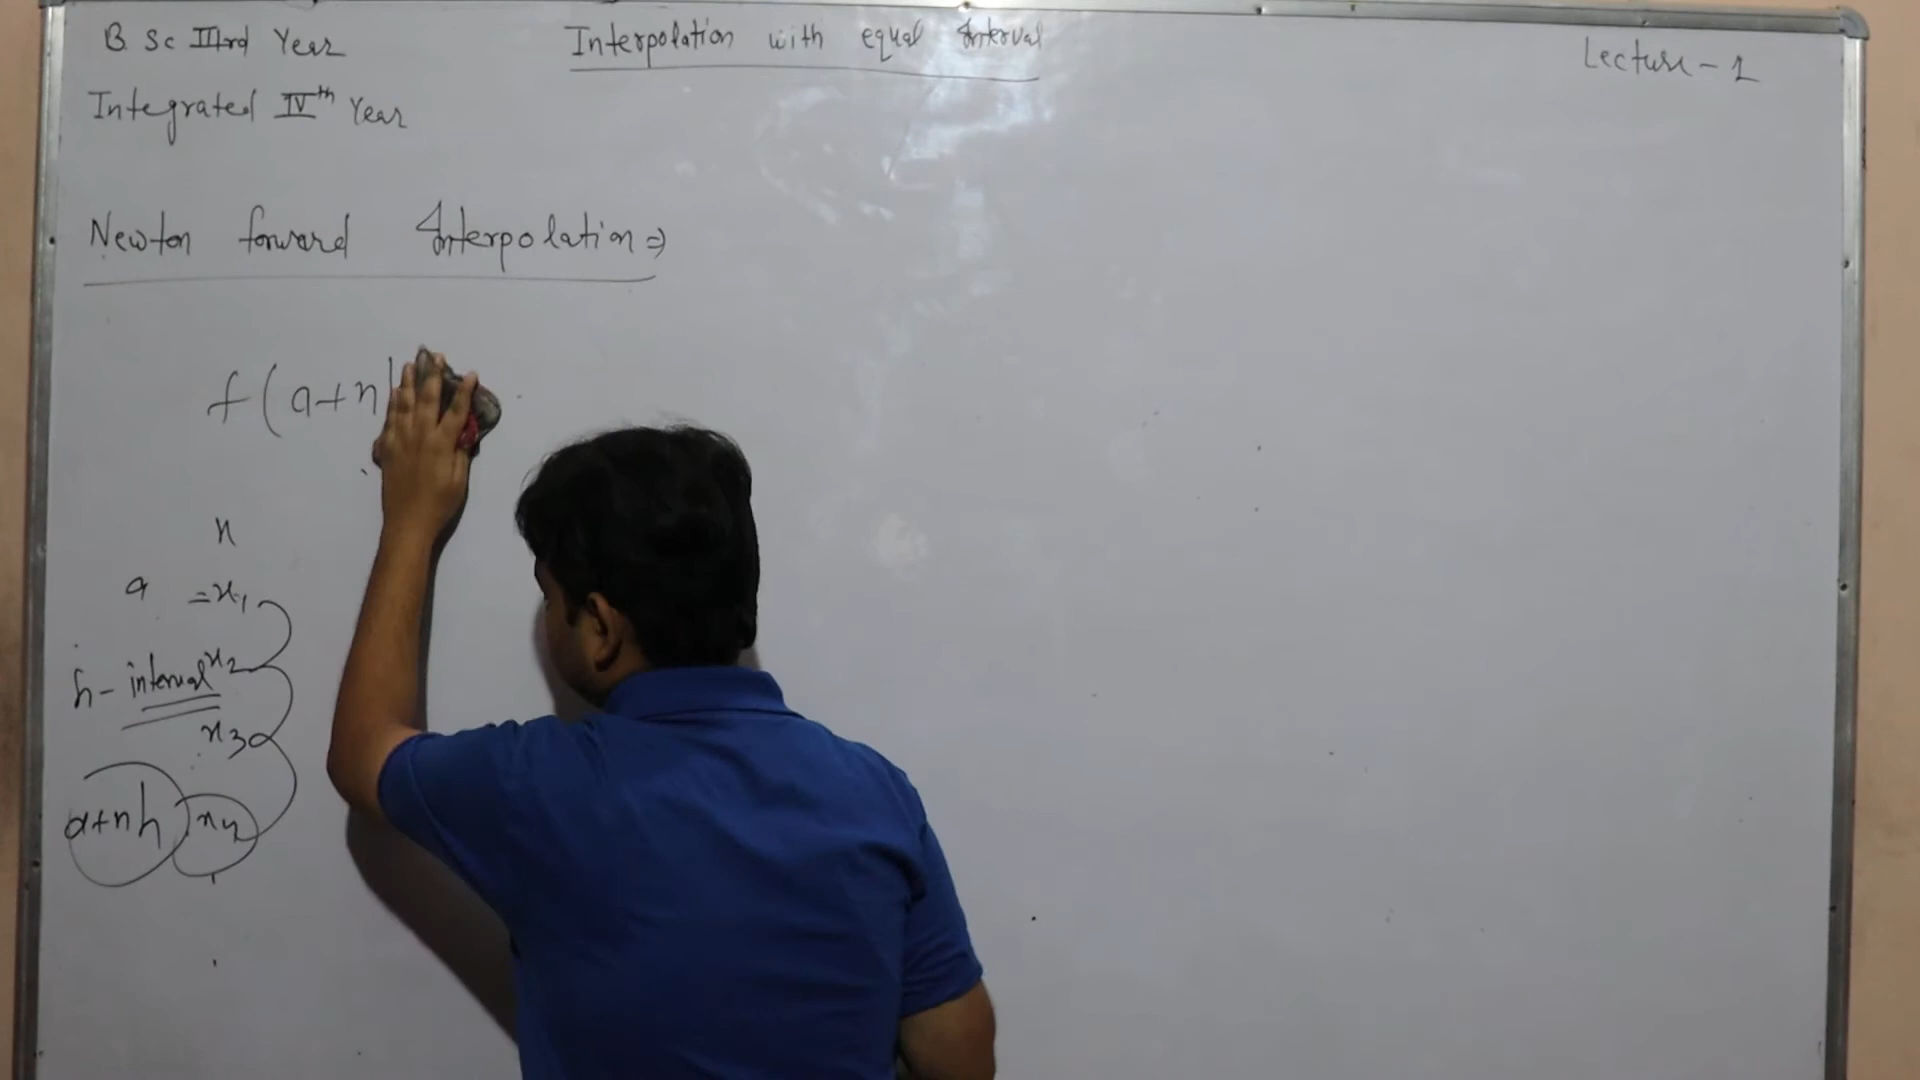 B Sc IIIrd Year
Interpolation with equal Interval
Lecture - 1
Integrated IVth Year
Newton forward Interpolation ⇒
f(a+n
x
a = x1
h - interval x2
x3
a+nh x4